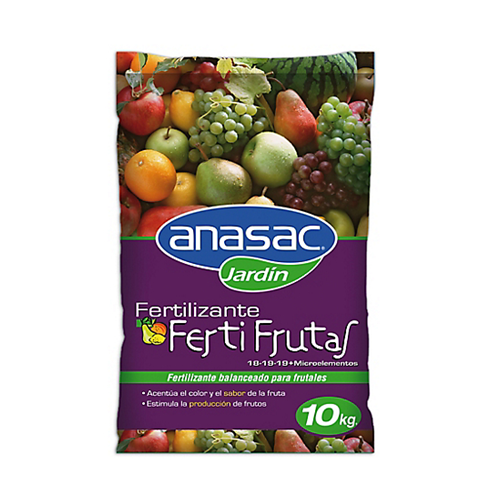 anasac
Jardín
Fertilizante
Ferti Frutas
18-19-19+Microelementos
Fertilizante balanceado para frutales
• Acentúa el color y el sabor de la fruta
• Estimula la producción de frutos
10kg.